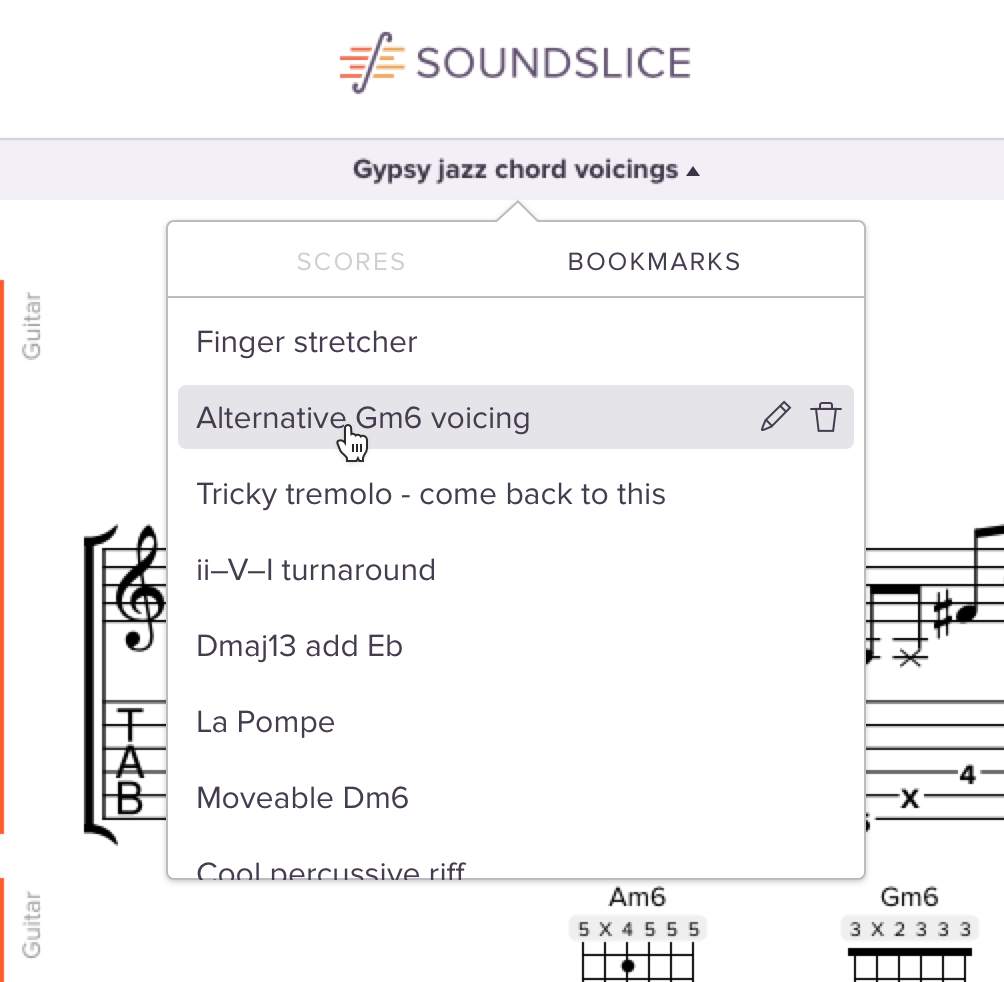 SOUNDSLICE
Gypsy jazz chord voicings
SCORES BOOKMARKS
Guitar
Finger stretcher
Alternative Gm6 voicing
Tricky tremolo - come back to this
ii–V–I turnaround
Dmaj13 add Eb
La Pompe
Moveable Dm6
Cool percussive riff
T
A
B
4
X
Guitar
Am6 Gm6
5 X 4 5 5 5 3 X 2 3 3 3